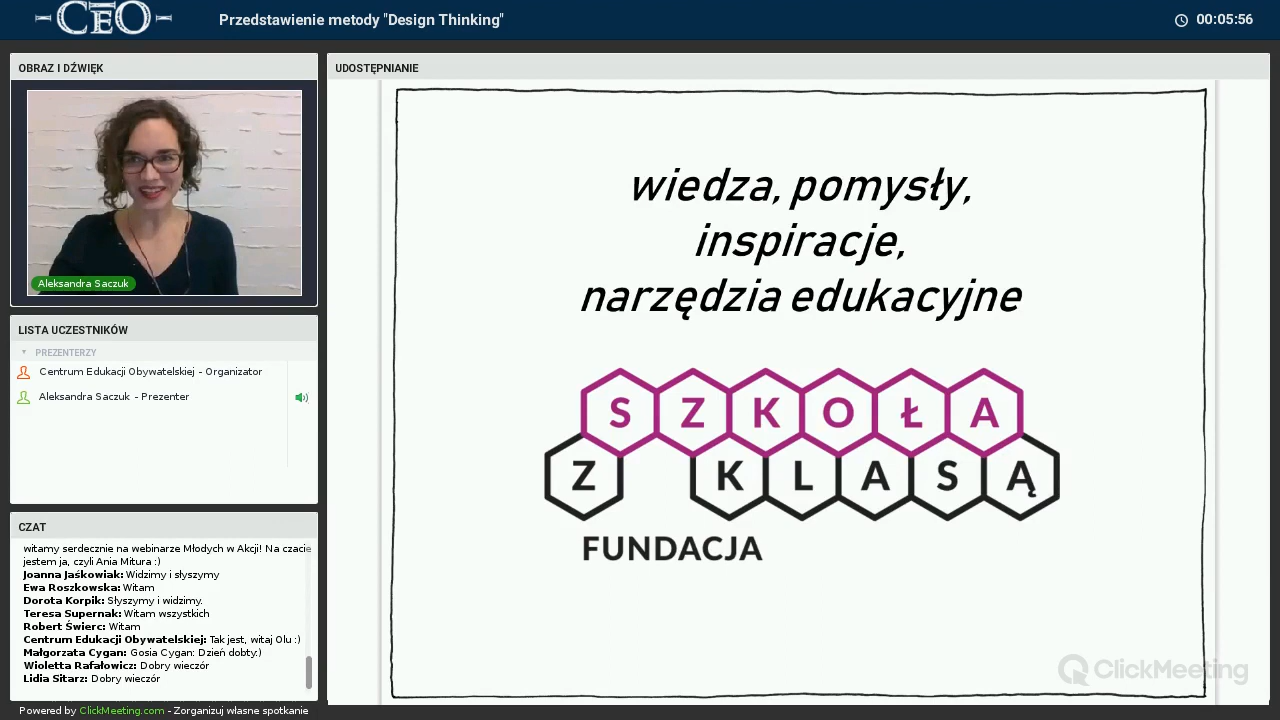 CEO
Przedstawienie metody "Design Thinking"
00:05:56
OBRAZ I DŹWIĘK
Aleksandra Saczuk
LISTA UCZESTNIKÓW
PREZENTERZY
Centrum Edukacji Obywatelskiej - Organizator
Aleksandra Saczuk - Prezenter
CZAT
witamy serdecznie na webinarze Młodych w Akcji! Na czacie
jestem ja, czyli Ania Mitura :)
Joanna Jaśkowiak: Widzimy i słyszymy
Ewa Roszkowska: Witam
Dorota Korpik: Słyszymy i widzimy.
Teresa Supernak: Witam wszystkich
Robert Świerc: Witam
Centrum Edukacji Obywatelskiej: Tak jest, witaj Olu :)
Małgorzata Cygan: Gosia Cygan: Dzień dobty:)
Wioletta Rafałowicz: Dobry wieczór
Lidia Sitarz: Dobry wieczór
Powered by ClickMeeting.com - Zorganizuj własne spotkanie
UDOSTĘPNIANIE
wiedza, pomysły,
inspiracje,
narzędzia edukacyjne
SZKOŁA
Z KLASĄ
FUNDACJA
ClickMeeting